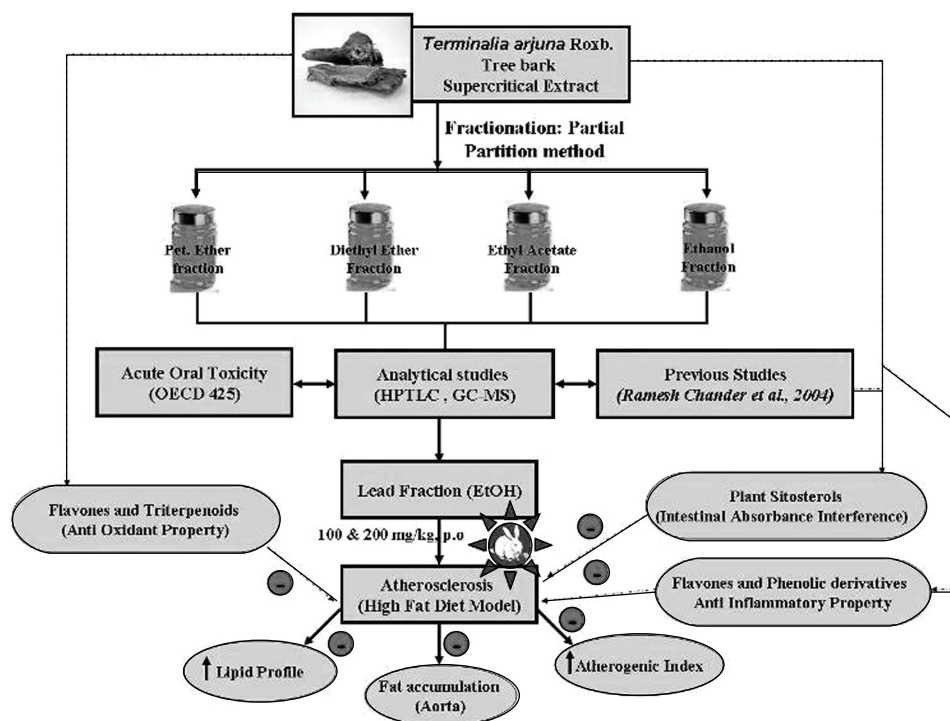 Terminalia arjuna Roxb.
Tree bark
Supercritical Extract
Fractionation: Partial
Partition method
Pet. Ether
fraction
Diethyl Ether
Fraction
Ethyl Acetate
Fraction
Ethanol
Fraction
Acute Oral Toxicity
(OECD 425)
Analytical studies
(HPTLC , GC-MS)
Previous Studies
(Ramesh Chander et al., 2004)
Lead Fraction (EtOH)
100 & 200 mg/kg, p.o
Flavones and Triterpenoids
(Anti Oxidant Property)
Plant Sitosterols
(Intestinal Absorbance Interference)
Atherosclerosis
(High Fat Diet Model)
Flavones and Phenolic derivatives
Anti Inflammatory Property)
-
-
-
-
-
-
↑ Lipid Profile
Fat accumulation
(Aorta)
↑ Atherogenic Index